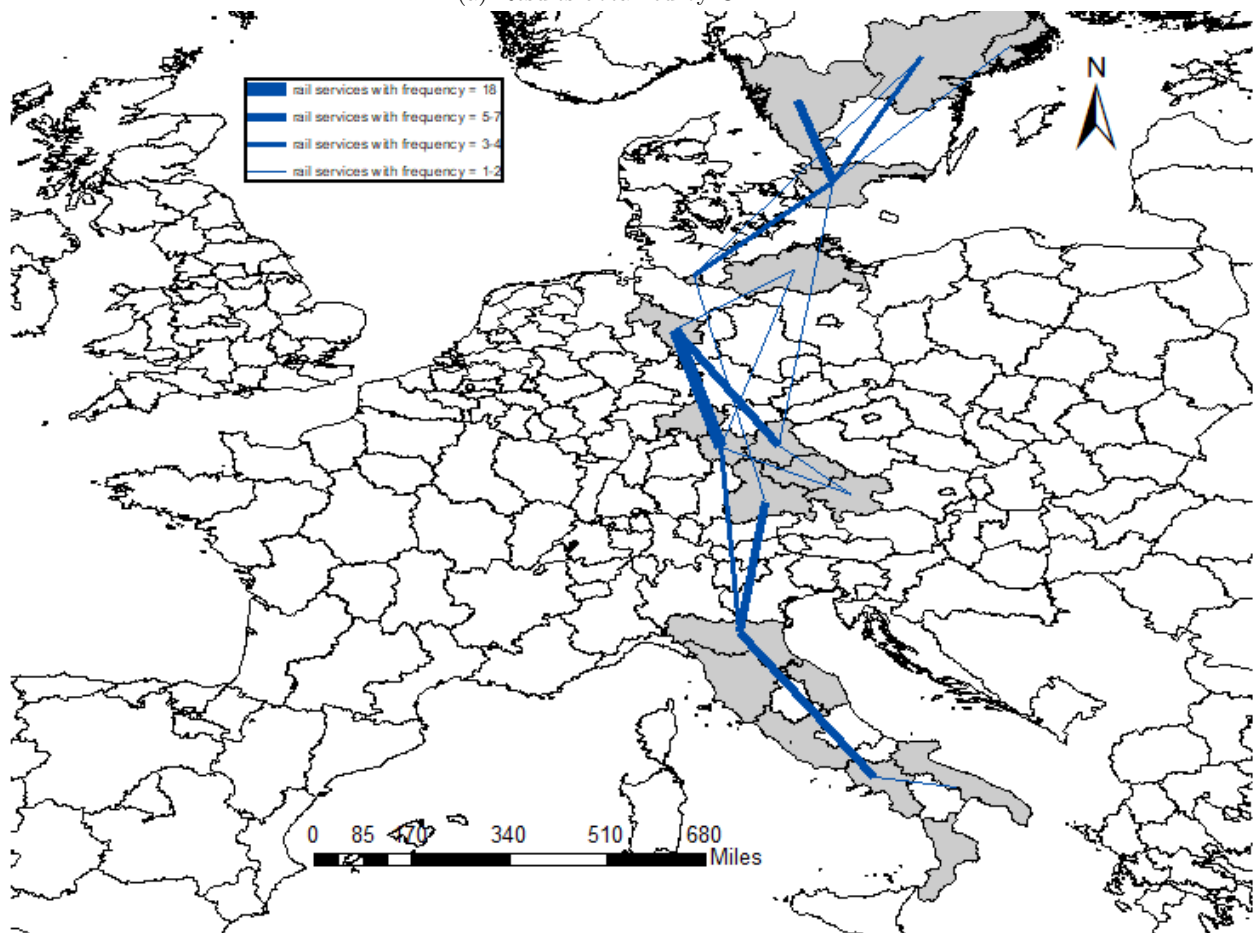 rail services with frequency = 18
rail services with frequency = 5-7
rail services with frequency = 3-4
rail services with frequency = 1-2
N
0 85 170 340 510 680
Miles